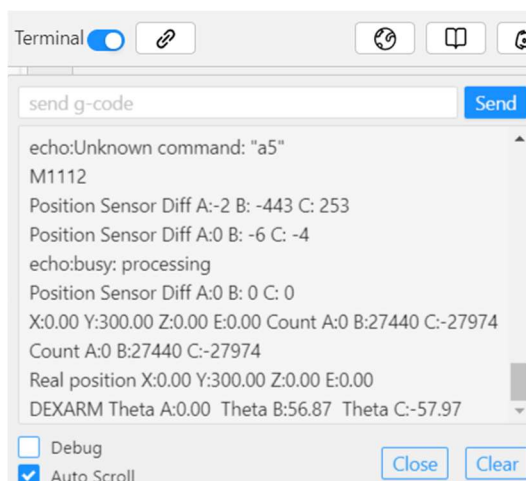 Terminal
send g-code
Send
echo:Unknown command: "a5"
M1112
Position Sensor Diff A:-2 B: -443 C: 253
Position Sensor Diff A:0 B: -6 C: -4
echo:busy: processing
Position Sensor Diff A:0 B: 0 C: 0
X:0.00 Y:300.00 Z:0.00 E:0.00 Count A:0 B:27440 C:-27974
Count A:0 B:27440 C:-27974
Real position X:0.00 Y:300.00 Z:0.00 E:0.00
DEXARM Theta A:0.00  Theta B:56.87  Theta C:-57.97
Debug
Auto Scroll
Close
Clear